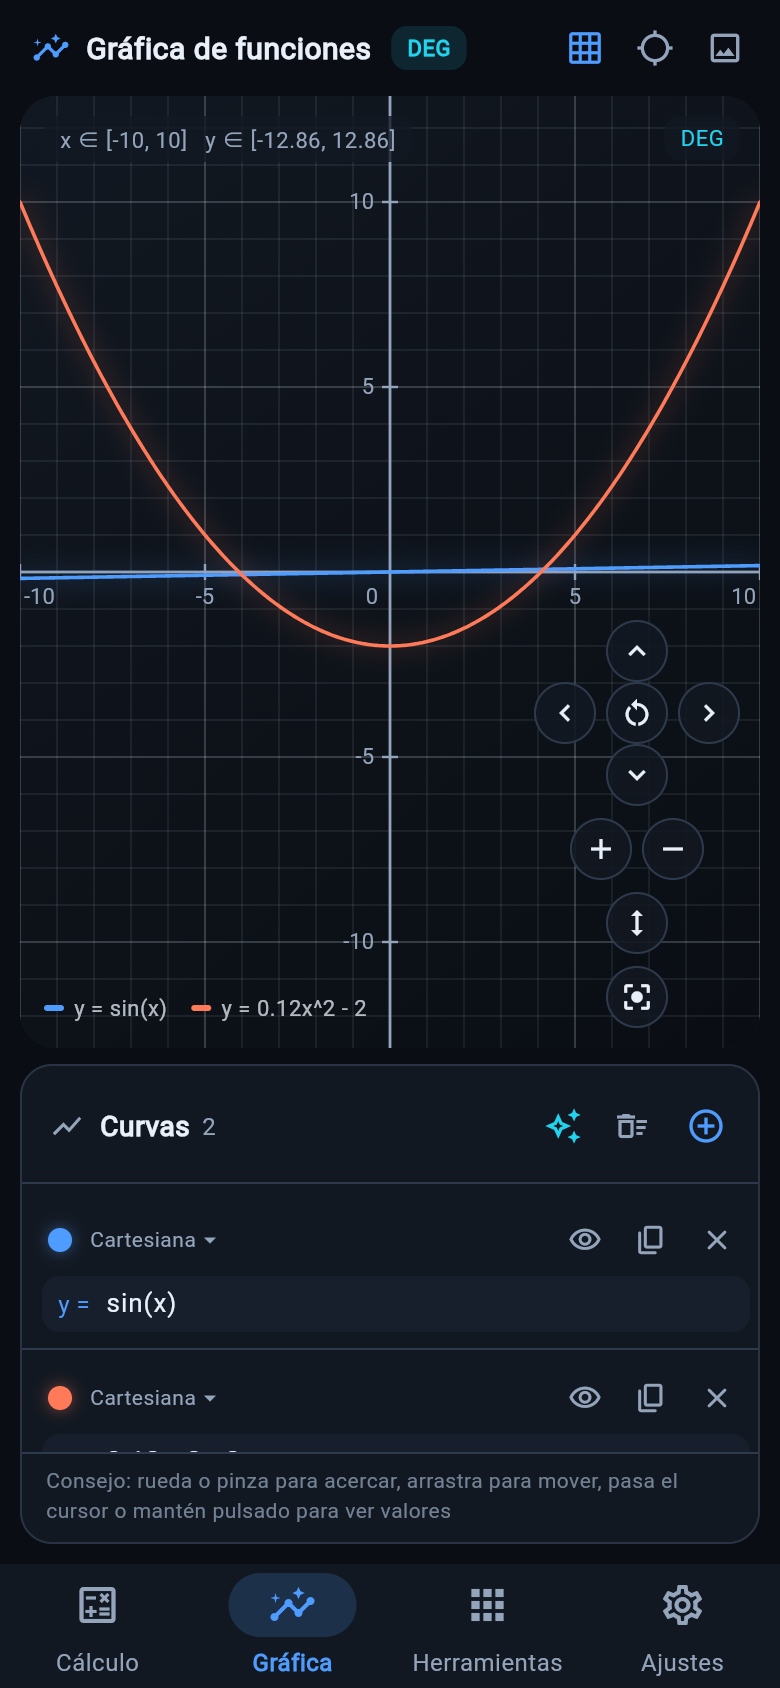 Gráfica de funciones DEG
x ∈ [-10, 10] y ∈ [-12.86, 12.86] DEG
10
5
-10 -5 0 5 10
-5
-10
y = sin(x) y = 0.12x^2 - 2
Curvas 2
Cartesiana
y = sin(x)
Cartesiana
Consejo: rueda o pinza para acercar, arrastra para mover, pasa el
cursor o mantén pulsado para ver valores
Cálculo Gráfica Herramientas Ajustes